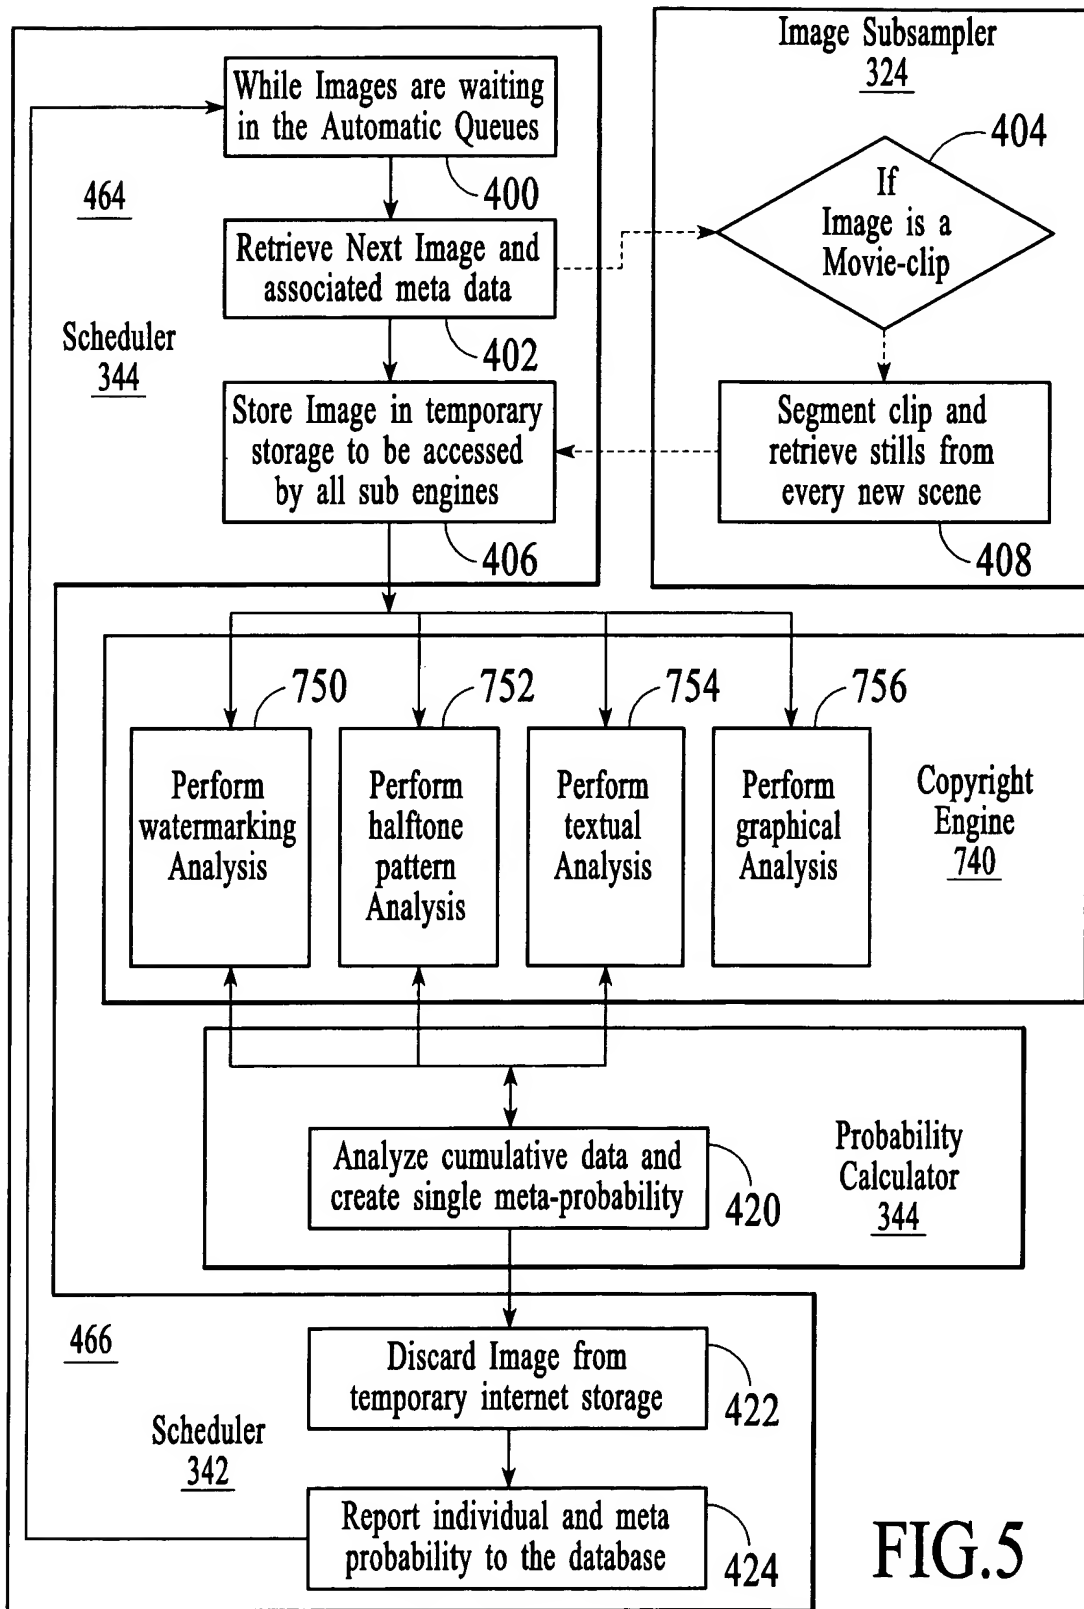 While Images are waiting
in the Automatic Queues
400
464
Retrieve Next Image and
associated meta data
402
Scheduler
344
Store Image in temporary
storage to be accessed
by all sub engines
406
Image Subsampler
324
404
If
Image is a
Movie-clip
Segment clip and
retrieve stills from
every new scene
408
750
752
754
756
Perform
watermarking
Analysis
Perform
halftone
pattern
Analysis
Perform
textual
Analysis
Perform
graphical
Analysis
Copyright
Engine
740
Analyze cumulative data and
create single meta-probability
420
Probability
Calculator
344
466
Discard Image from
temporary internet storage
422
Scheduler
342
Report individual and meta
probability to the database
424
FIG.5